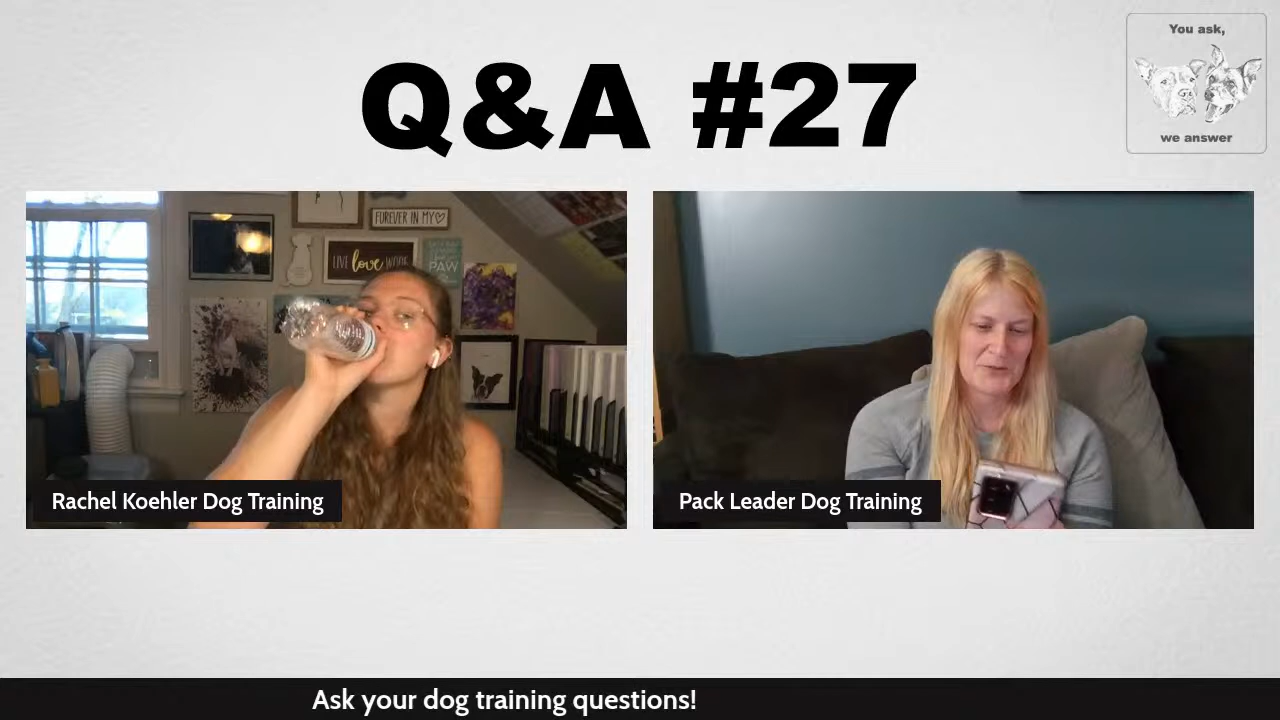 You ask,
we answer
Q&A #27
FUREVER IN MY
LIVE love WOOF
PAW
Rachel Koehler Dog Training
Pack Leader Dog Training
Ask your dog training questions!